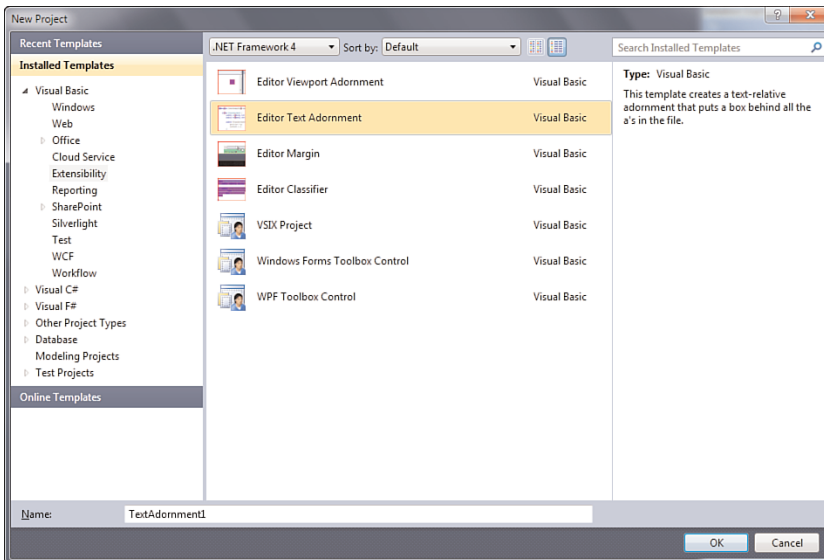 New Project
Recent Templates
Installed Templates
Visual Basic
Windows
Web
Office
Cloud Service
Extensibility
Reporting
SharePoint
Silverlight
Test
WCF
Workflow
Visual C#
Visual F#
Other Project Types
Database
Modeling Projects
Test Projects
Online Templates
.NET Framework 4 Sort by: Default
Editor Viewport Adornment Visual Basic
Editor Text Adornment Visual Basic
Editor Margin Visual Basic
Editor Classifier Visual Basic
VSIX Project Visual Basic
Windows Forms Toolbox Control Visual Basic
WPF Toolbox Control Visual Basic
Search Installed Templates
Type: Visual Basic
This template creates a text-relative
adornment that puts a box behind all the
a's in the file.
Name: TextAdornment1
OK Cancel